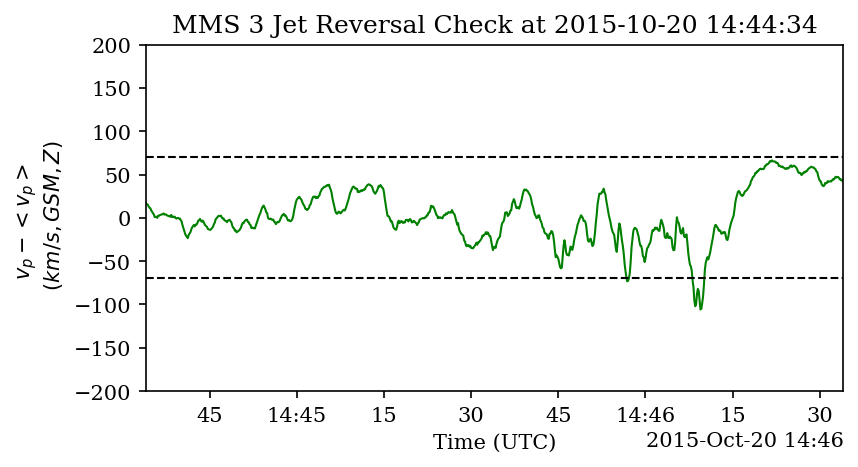 MMS 3 Jet Reversal Check at 2015-10-20 14:44:34
v_p − < v_p >
(km/s, GSM, Z)
200
150
100
50
0
−50
−100
−150
−200
45 14:45 15 30 45 14:46 15 30
Time (UTC) 2015-Oct-20 14:46